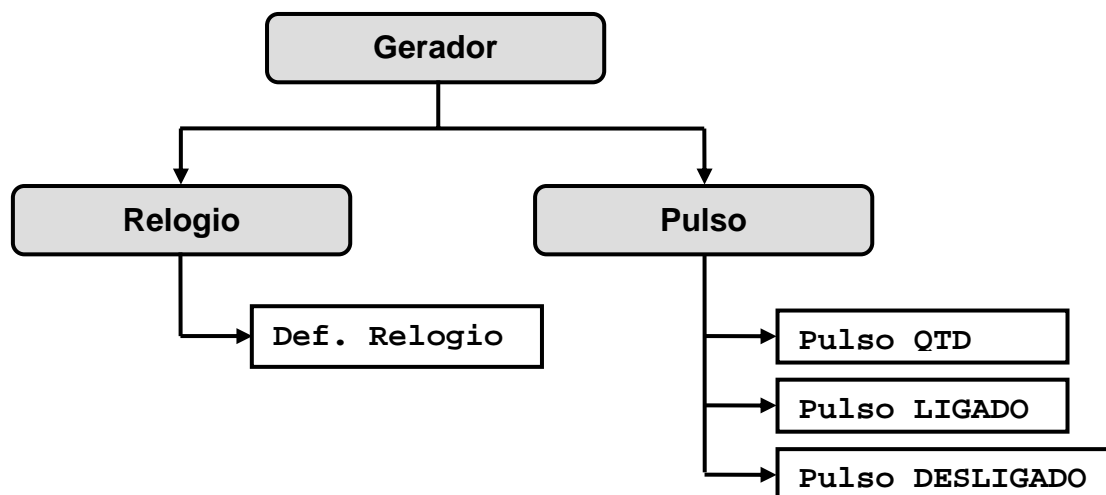 Gerador
Relogio
Pulso
Def. Relogio
Pulso QTD
Pulso LIGADO
Pulso DESLIGADO